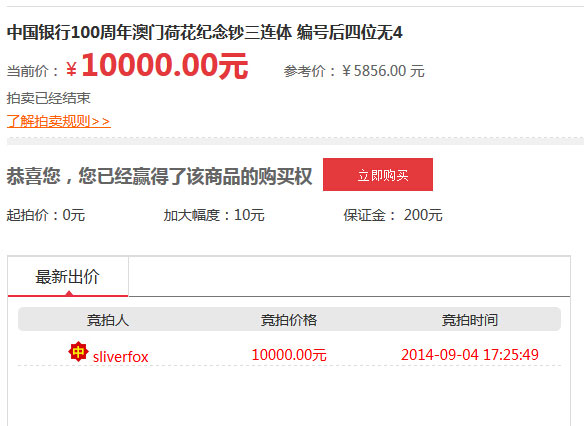 中国银行100周年澳门荷花纪念钞三连体 编号后四位无4
当前价：￥10000.00元 参考价：￥5856.00 元
拍卖已经结束
了解拍卖规则>>
恭喜您，您已经赢得了该商品的购买权 立即购买
起拍价：0元 加大幅度：10元 保证金： 200元
最新出价
竞拍人 竞拍价格 竞拍时间
中 sliverfox 10000.00元 2014-09-04 17:25:49